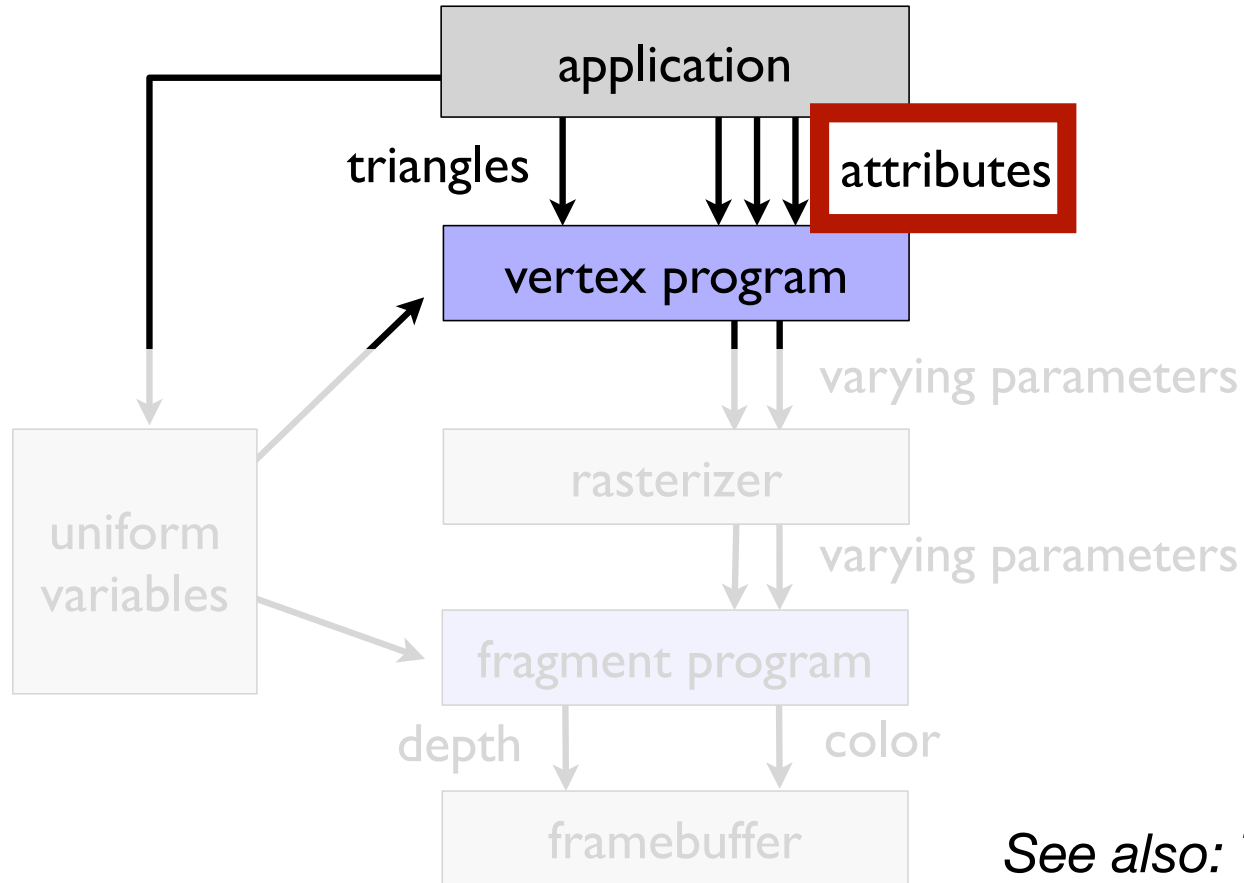 application
triangles
attributes
vertex program
varying parameters
rasterizer
uniform
variables
varying parameters
fragment program
depth
color
framebuffer
See also: